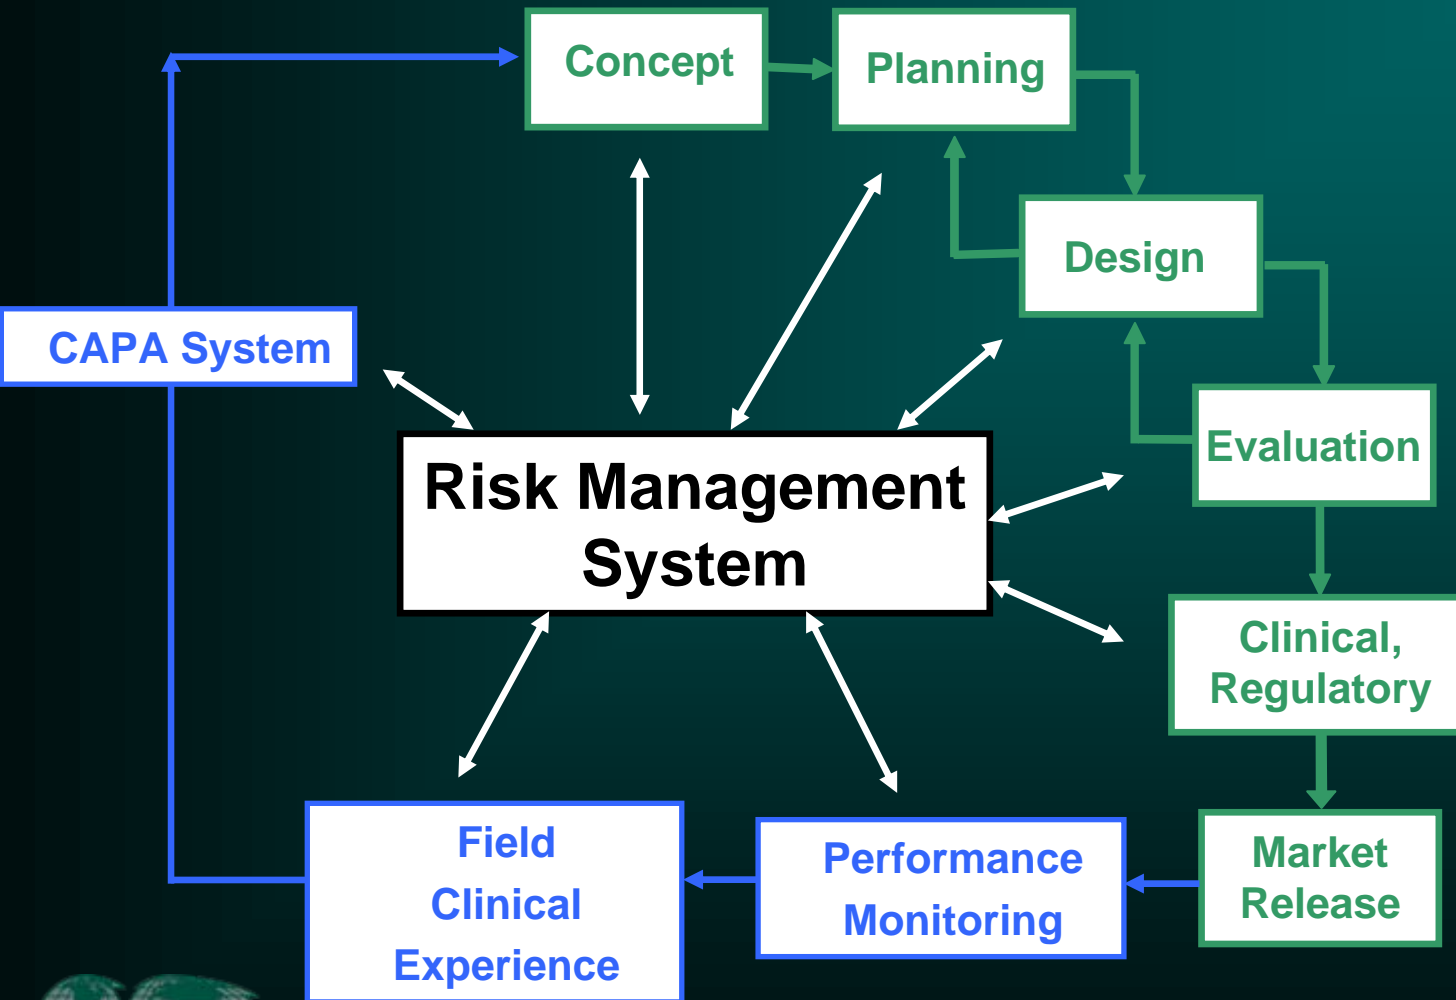 Concept
Planning
Design
CAPA System
Evaluation
Risk Management
System
Clinical,
Regulatory
Field
Clinical
Experience
Performance
Monitoring
Market
Release